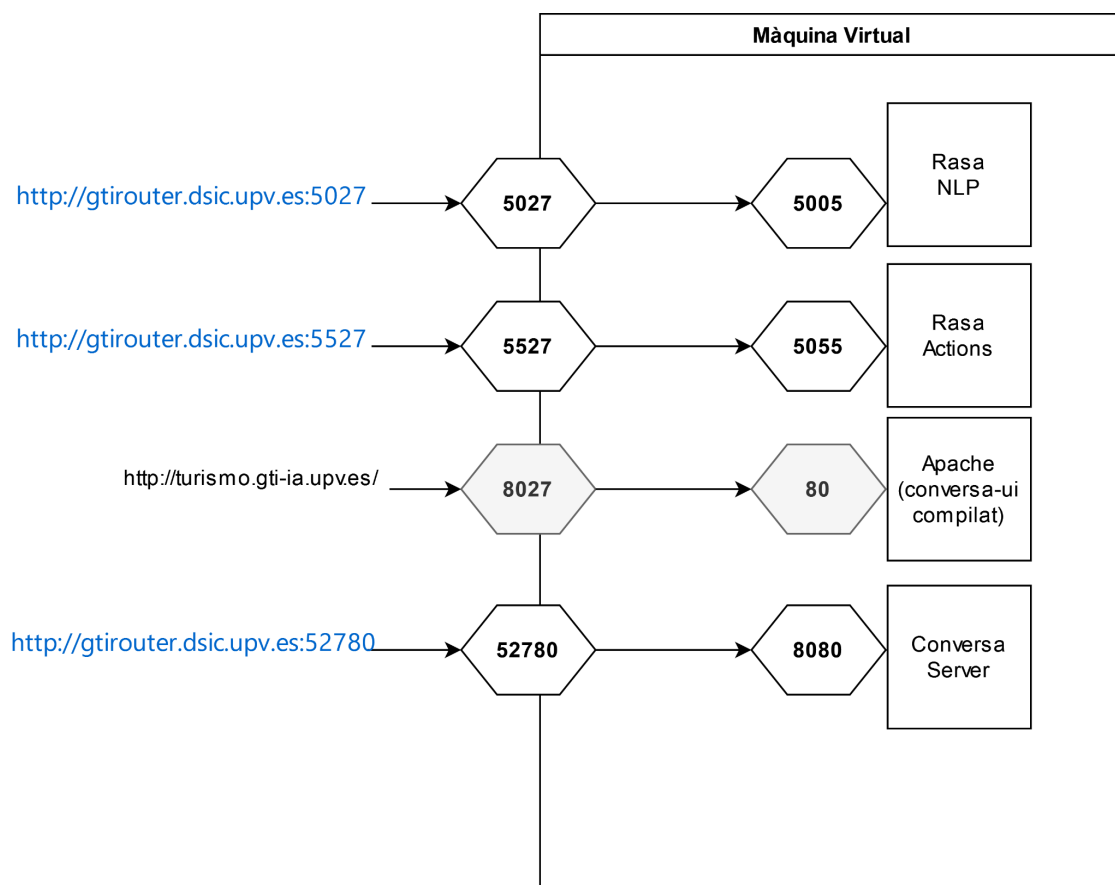 Màquina Virtual
http://gtirouter.dsic.upv.es:5027
5027
5005
Rasa
NLP
http://gtirouter.dsic.upv.es:5527
5527
5055
Rasa
Actions
http://turismo.gti-ia.upv.es/
8027
80
Apache
(conversa-ui
compilat)
http://gtirouter.dsic.upv.es:52780
52780
8080
Conversa
Server